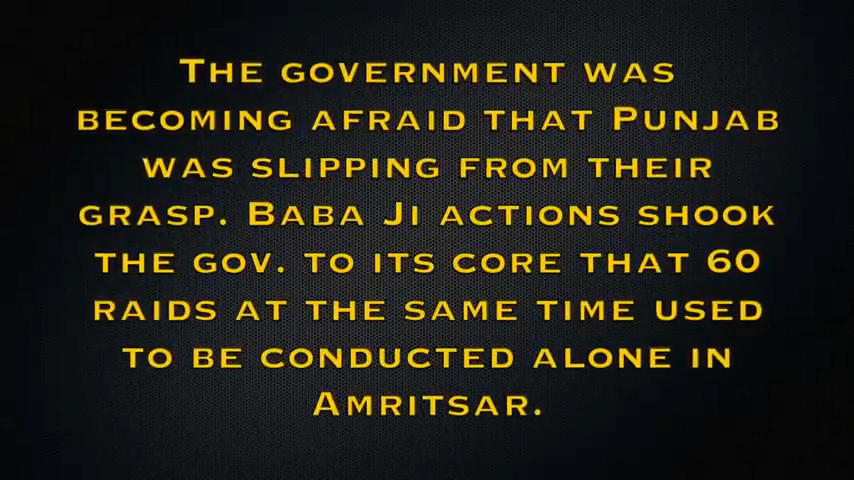 The government was
becoming afraid that Punjab
was slipping from their
grasp. Baba Ji actions shook
the gov. to its core that 60
raids at the same time used
to be conducted alone in
Amritsar.